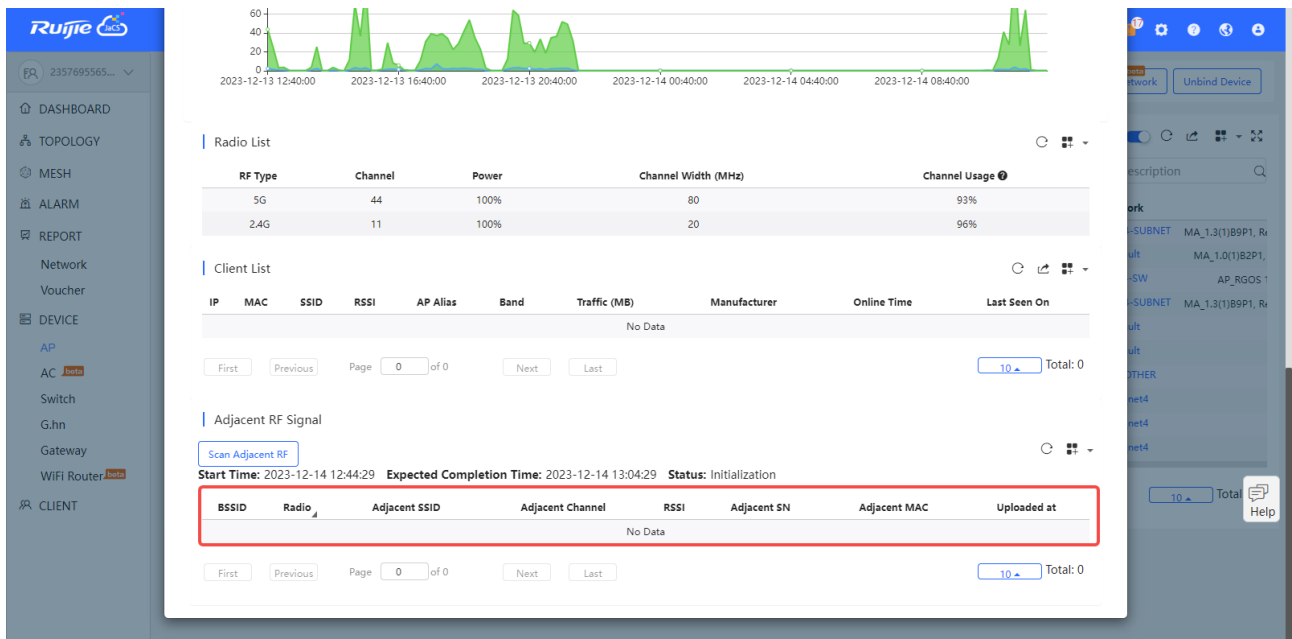 Ruijie JaCS
17
2357695565...
DASHBOARD
TOPOLOGY
MESH
ALARM
REPORT
Network
Voucher
DEVICE
AP
AC beta
Switch
G.hn
Gateway
WiFi Router beta
CLIENT
60
40
20
0
2023-12-13 12:40:00 2023-12-13 16:40:00 2023-12-13 20:40:00 2023-12-14 00:40:00 2023-12-14 04:40:00 2023-12-14 08:40:00
Radio List
RF Type Channel Power Channel Width (MHz) Channel Usage
5G 44 100% 80 93%
2.4G 11 100% 20 96%
Client List
IP MAC SSID RSSI AP Alias Band Traffic (MB) Manufacturer Online Time Last Seen On
No Data
First Previous Page 0 of 0 Next Last 10 Total: 0
Adjacent RF Signal
Scan Adjacent RF
Start Time: 2023-12-14 12:44:29 Expected Completion Time: 2023-12-14 13:04:29 Status: Initialization
BSSID Radio Adjacent SSID Adjacent Channel RSSI Adjacent SN Adjacent MAC Uploaded at
No Data
First Previous Page 0 of 0 Next Last 10 Total: 0
beta
etwork Unbind Device
escription
ork
-SUBNET MA_1.3(1)B9P1, Re
ult MA_1.0(1)B2P1,
-SW AP_RGOS 1
-SUBNET MA_1.3(1)B9P1, Re
ult
ult
OTHER
net4
net4
net4
10 Total
Help